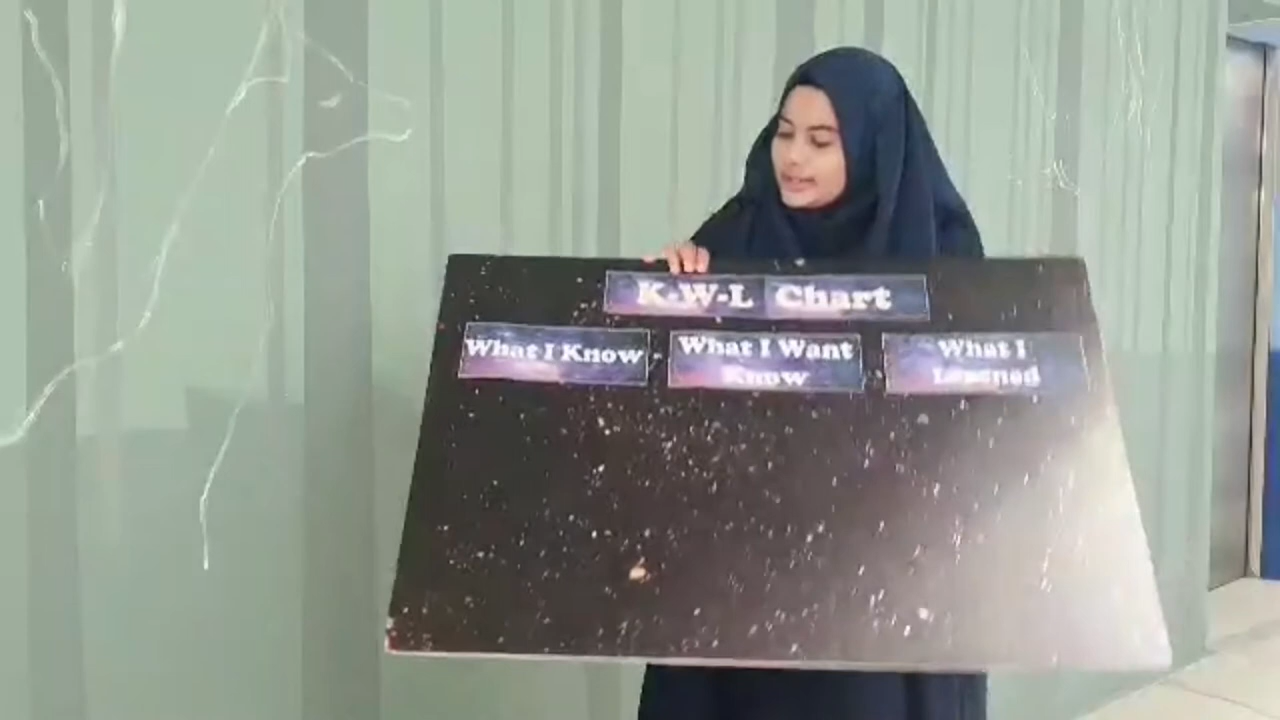 K-W-L Chart
What I Know
What I Want
Know
What I
Learned